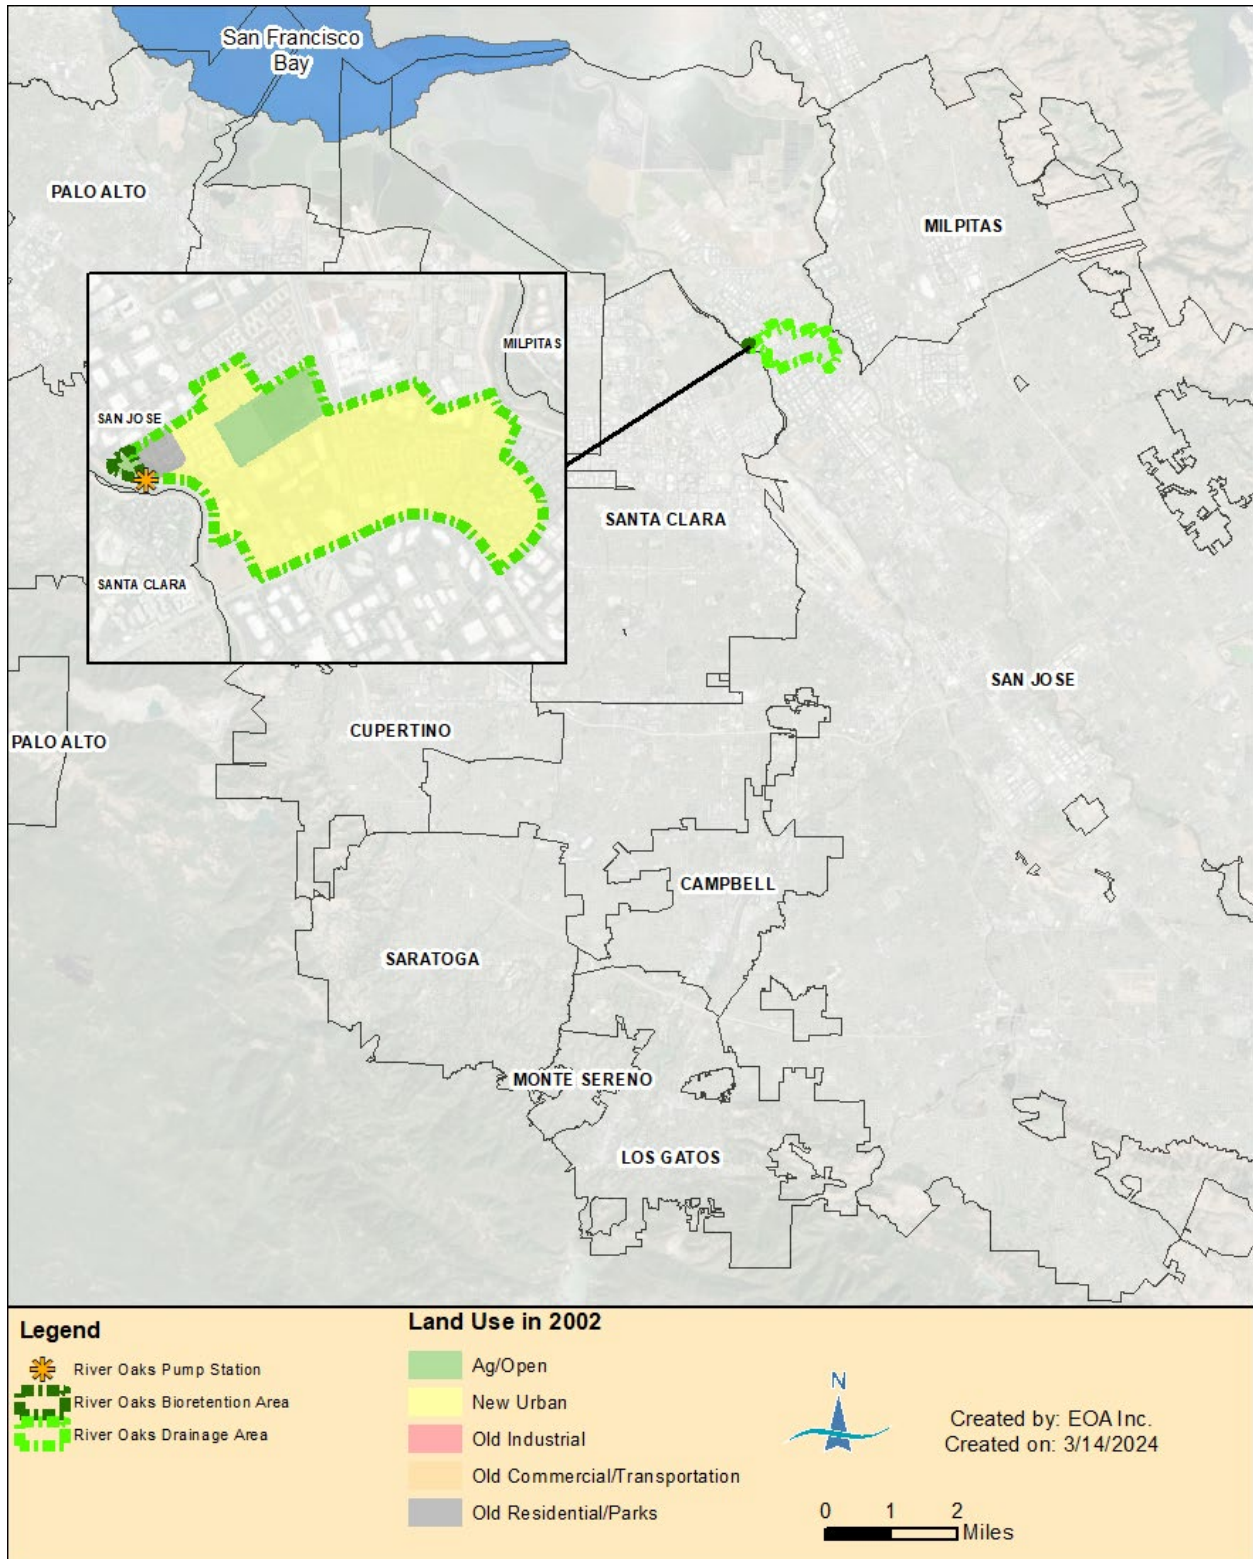 San Francisco
Bay
PALO ALTO
MILPITAS
MILPITAS
SAN JOSE
SANTA CLARA
SANTA CLARA
SAN JOSE
CUPERTINO
PALO ALTO
CAMPBELL
SARATOGA
MONTE SERENO
LOS GATOS
Legend
River Oaks Pump Station
River Oaks Bioretention Area
River Oaks Drainage Area
Land Use in 2002
Ag/Open
New Urban
Old Industrial
Old Commercial/Transportation
Old Residential/Parks
N
Created by: EOA Inc.
Created on: 3/14/2024
0 1 2
Miles